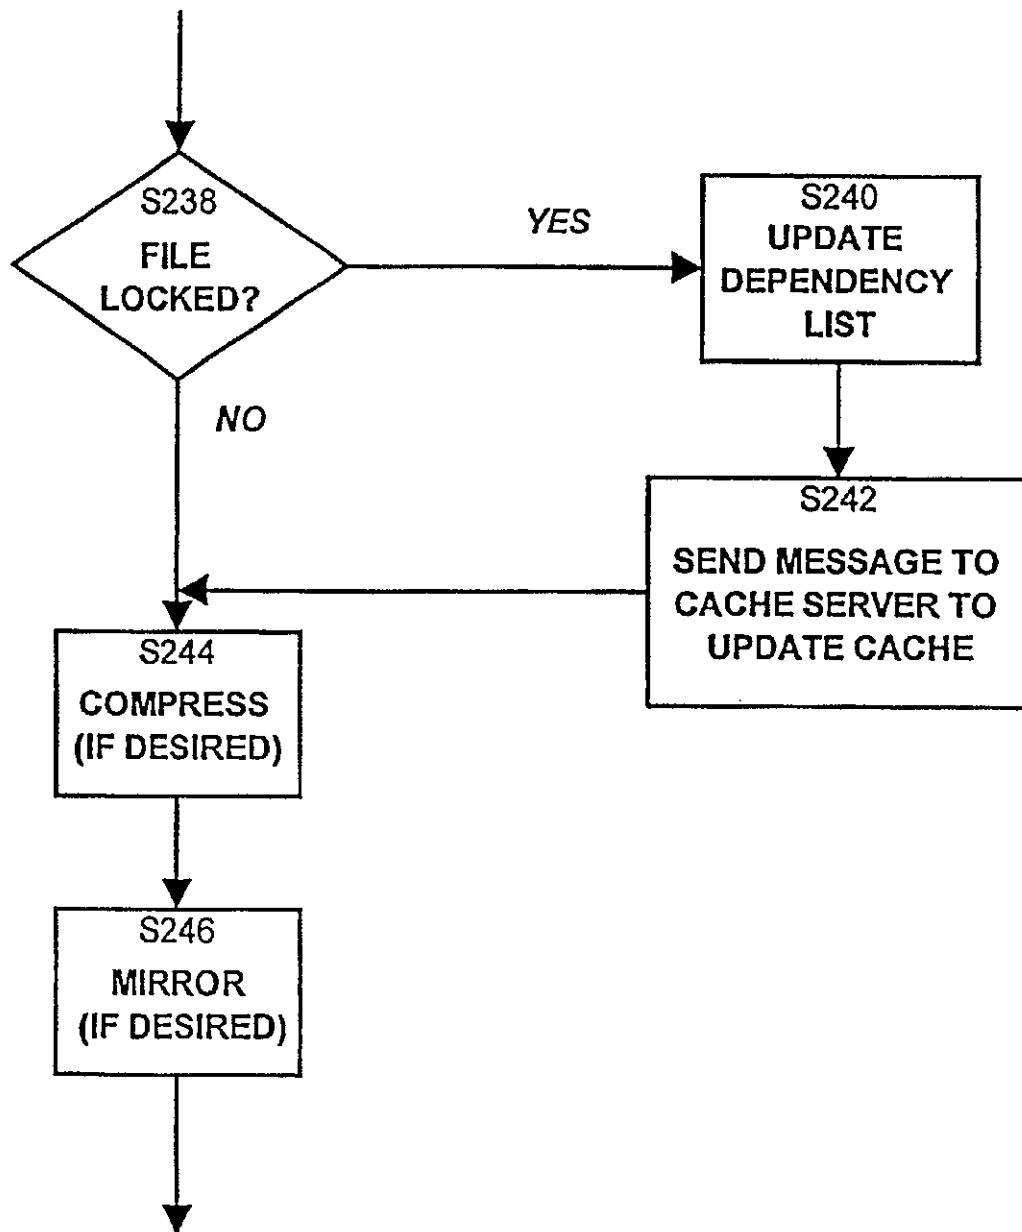 S238
FILE
LOCKED?
YES
S240
UPDATE
DEPENDENCY
LIST
NO
S242
SEND MESSAGE TO
CACHE SERVER TO
UPDATE CACHE
S244
COMPRESS
(IF DESIRED)
S246
MIRROR
(IF DESIRED)